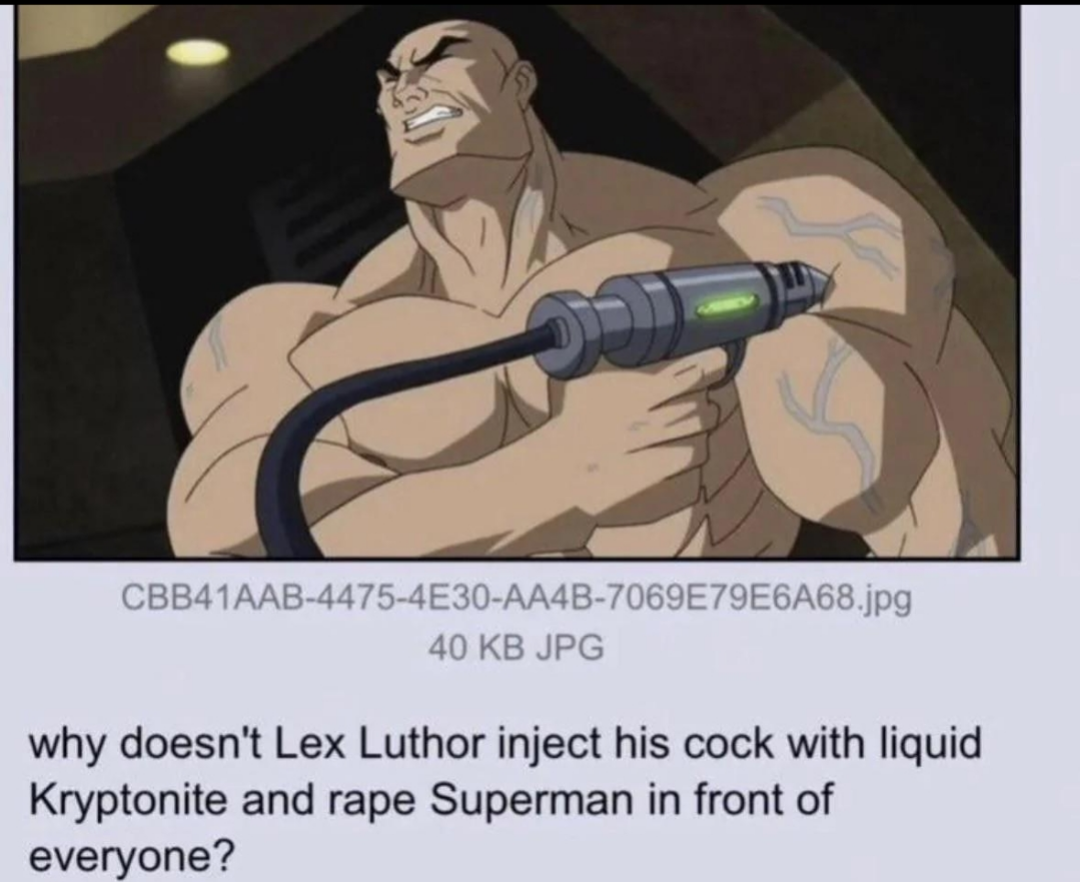 CBB41AAB-4475-4E30-AA4B-7069E79E6A68.jpg
40 KB JPG
why doesn't Lex Luthor inject his cock with liquid
Kryptonite and rape Superman in front of
everyone?